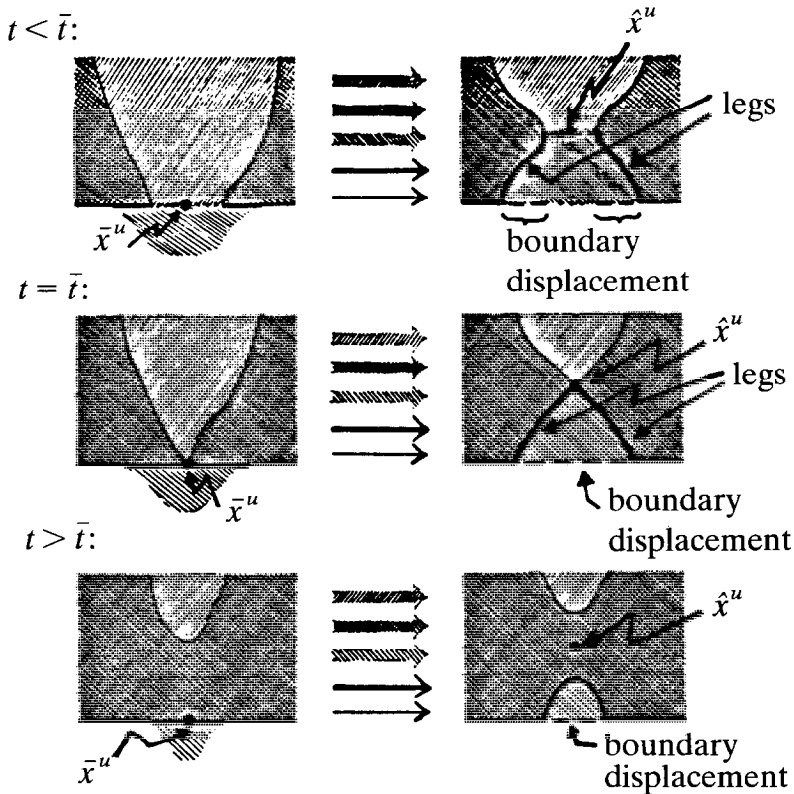 t < t̄:
x̂ᵘ
legs
x̄ᵘ
boundary
displacement
t = t̄:
x̂ᵘ
legs
x̄ᵘ
boundary
displacement
t > t̄:
x̂ᵘ
x̄ᵘ
boundary
displacement